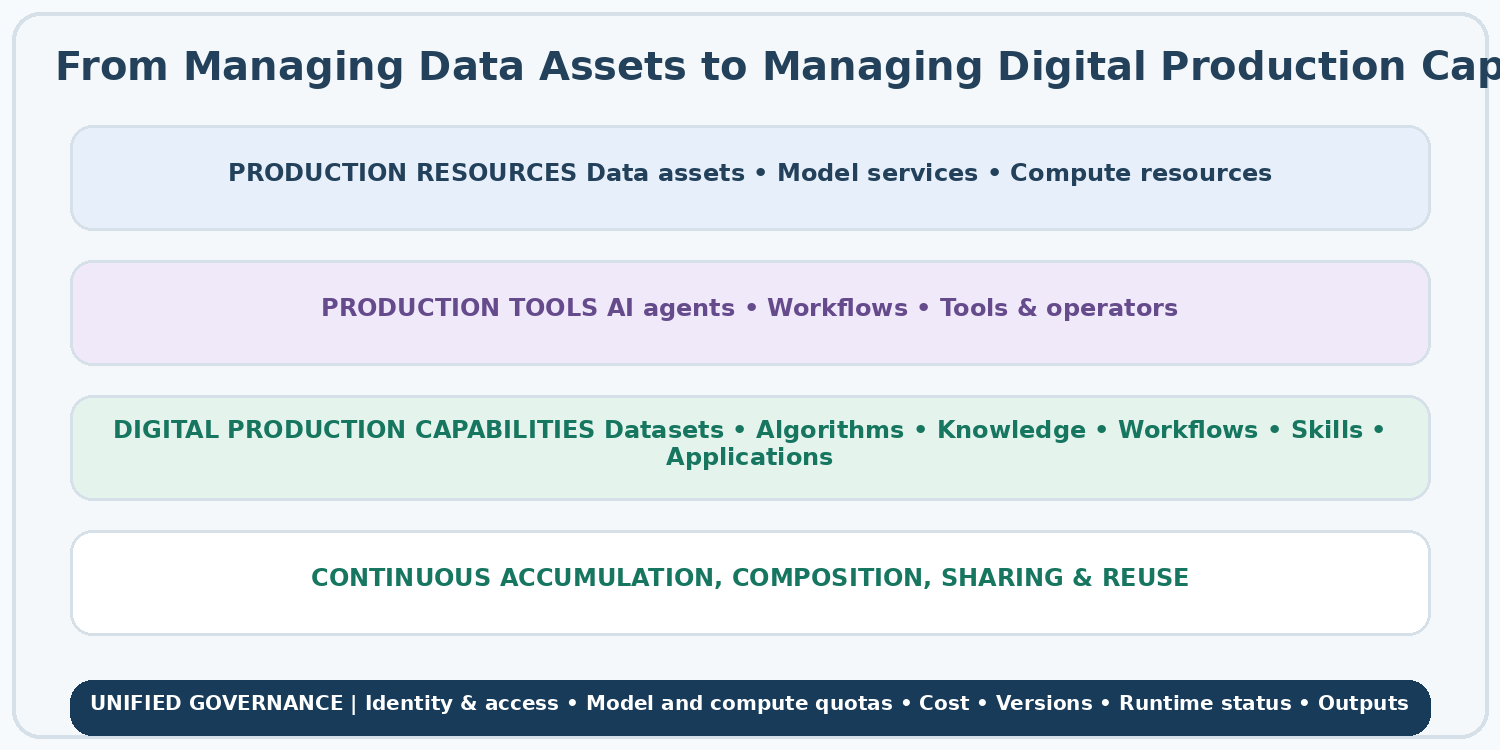 From Managing Data Assets to Managing Digital Production Cap
PRODUCTION RESOURCES Data assets • Model services • Compute resources
PRODUCTION TOOLS AI agents • Workflows • Tools & operators
DIGITAL PRODUCTION CAPABILITIES Datasets • Algorithms • Knowledge • Workflows • Skills •
Applications
CONTINUOUS ACCUMULATION, COMPOSITION, SHARING & REUSE
UNIFIED GOVERNANCE | Identity & access • Model and compute quotas • Cost • Versions • Runtime status • Outputs